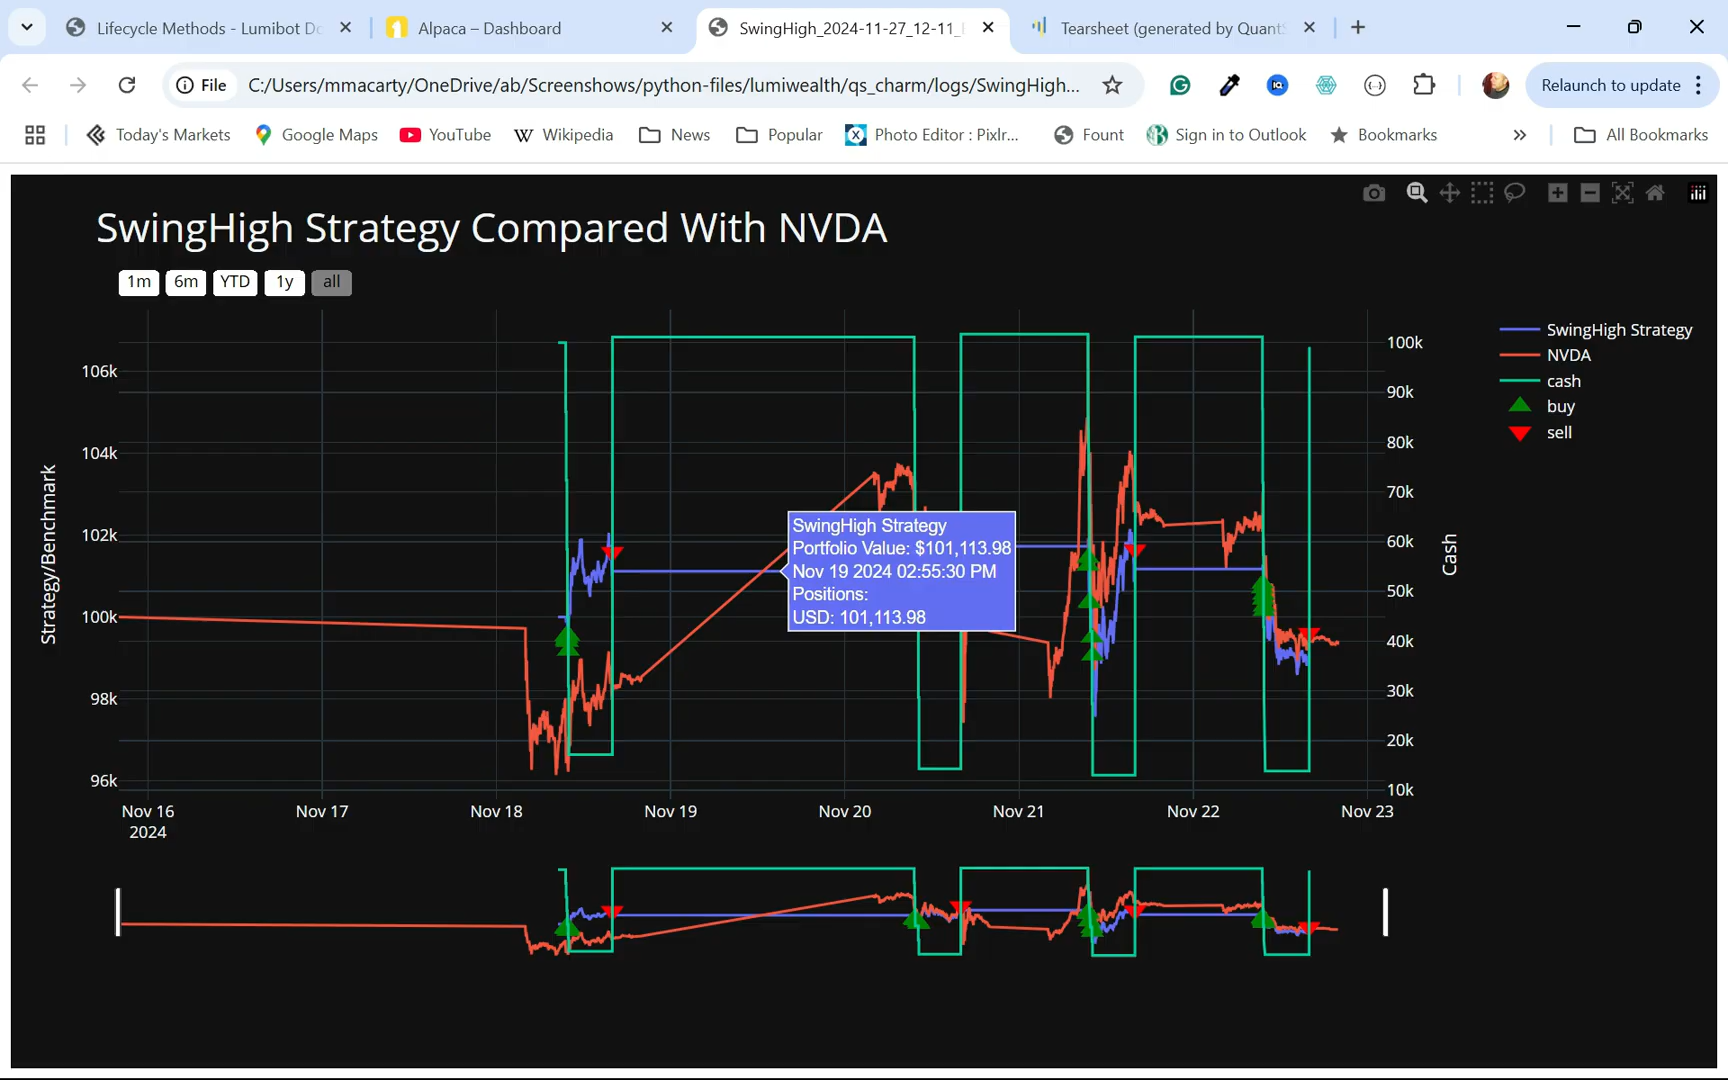 Lifecycle Methods - Lumibot Do
Alpaca – Dashboard
SwingHigh_2024-11-27_12-11_
Tearsheet (generated by QuantS
File
C:/Users/mmacarty/OneDrive/ab/Screenshows/python-files/lumiwealth/qs_charm/logs/SwingHigh...
Relaunch to update
Today's Markets
Google Maps
YouTube
Wikipedia
News
Popular
Photo Editor : Pixlr...
Fount
Sign in to Outlook
Bookmarks
All Bookmarks
SwingHigh Strategy Compared With NVDA
1m
6m
YTD
1y
all
SwingHigh Strategy
NVDA
cash
buy
sell
Strategy/Benchmark
106k
104k
102k
100k
98k
96k
SwingHigh Strategy
Portfolio Value: $101,113.98
Nov 19 2024 02:55:30 PM
Positions:
USD: 101,113.98
100k
90k
80k
70k
60k
50k
40k
30k
20k
10k
Cash
Nov 16
2024
Nov 17
Nov 18
Nov 19
Nov 20
Nov 21
Nov 22
Nov 23